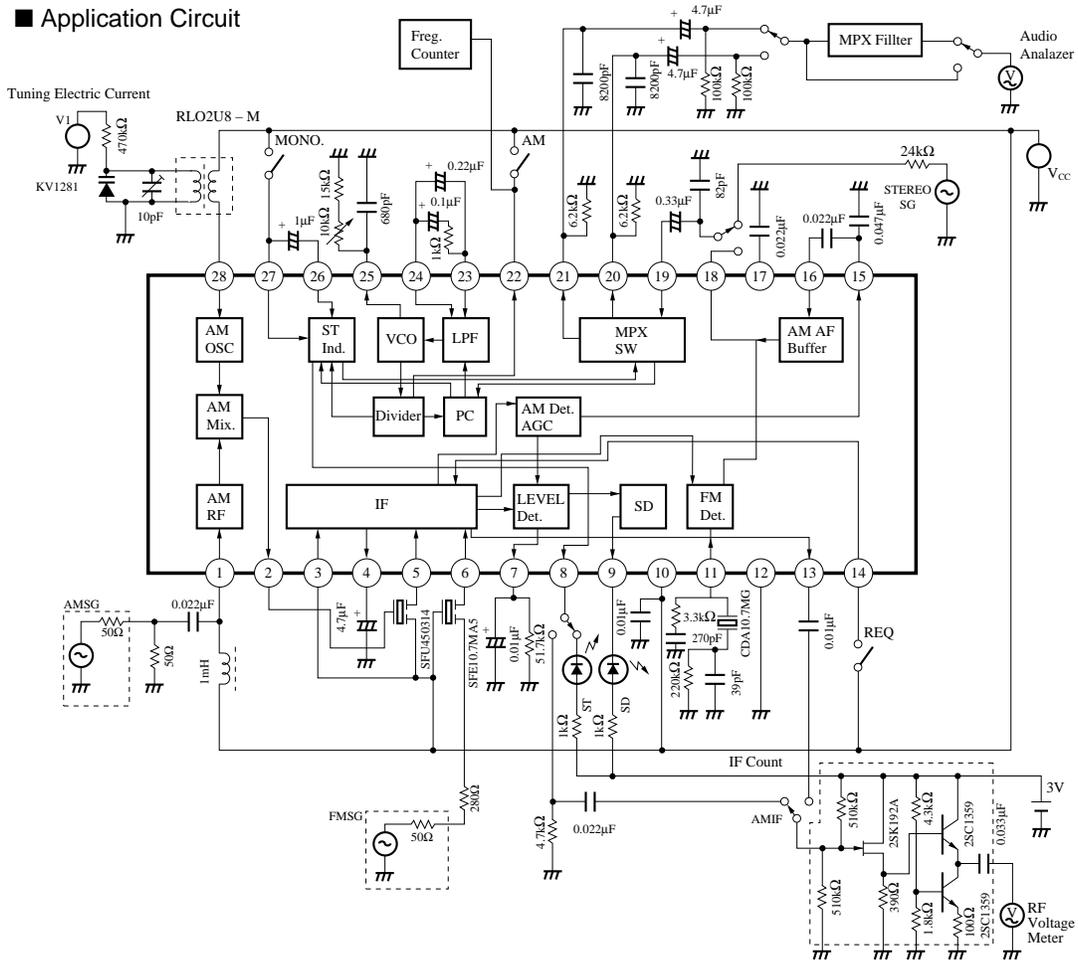 ■ Application Circuit
4.7μF
+
Freg.
Counter
MPX Fillter
Audio
Analazer
V
+
4.7μF
8200pF
8200pF
100kΩ
100kΩ
Tuning Electric Current
V1
470kΩ
RLO2U8 – M
KV1281
10pF
MONO.
AM
24kΩ
STEREO
SG
VCC
15kΩ
10kΩ
680pF
+ 0.22μF
+ 0.1μF
1kΩ
+ 1μF
6.2kΩ
6.2kΩ
0.33μF
82pF
0.022μF
0.022μF
0.047μF
28 27 26 25 24 23 22 21 20 19 18 17 16 15
AM
OSC
ST
Ind.
VCO
LPF
MPX
SW
AM AF
Buffer
AM
Mix.
Divider
PC
AM Det.
AGC
AM
RF
IF
LEVEL
Det.
SD
FM
Det.
1 2 3 4 5 6 7 8 9 10 11 12 13 14
AMSG
50Ω
50Ω
0.022μF
1mH
4.7μF
+
SFU450314
SFE10.7MA5
+
0.01μF
51.7kΩ
ST
SD
1kΩ
1kΩ
0.01μF
3.3kΩ
270pF
CDA10.7MG
220kΩ
39pF
0.01μF
REQ
IF Count
3V
FMSG
50Ω
280Ω
4.7kΩ
0.022μF
AMIF
510kΩ
510kΩ
2SK192A
390Ω
4.3kΩ
1.8kΩ
2SC1359
2SC1359
100Ω
0.033μF
V
RF
Voltage
Meter